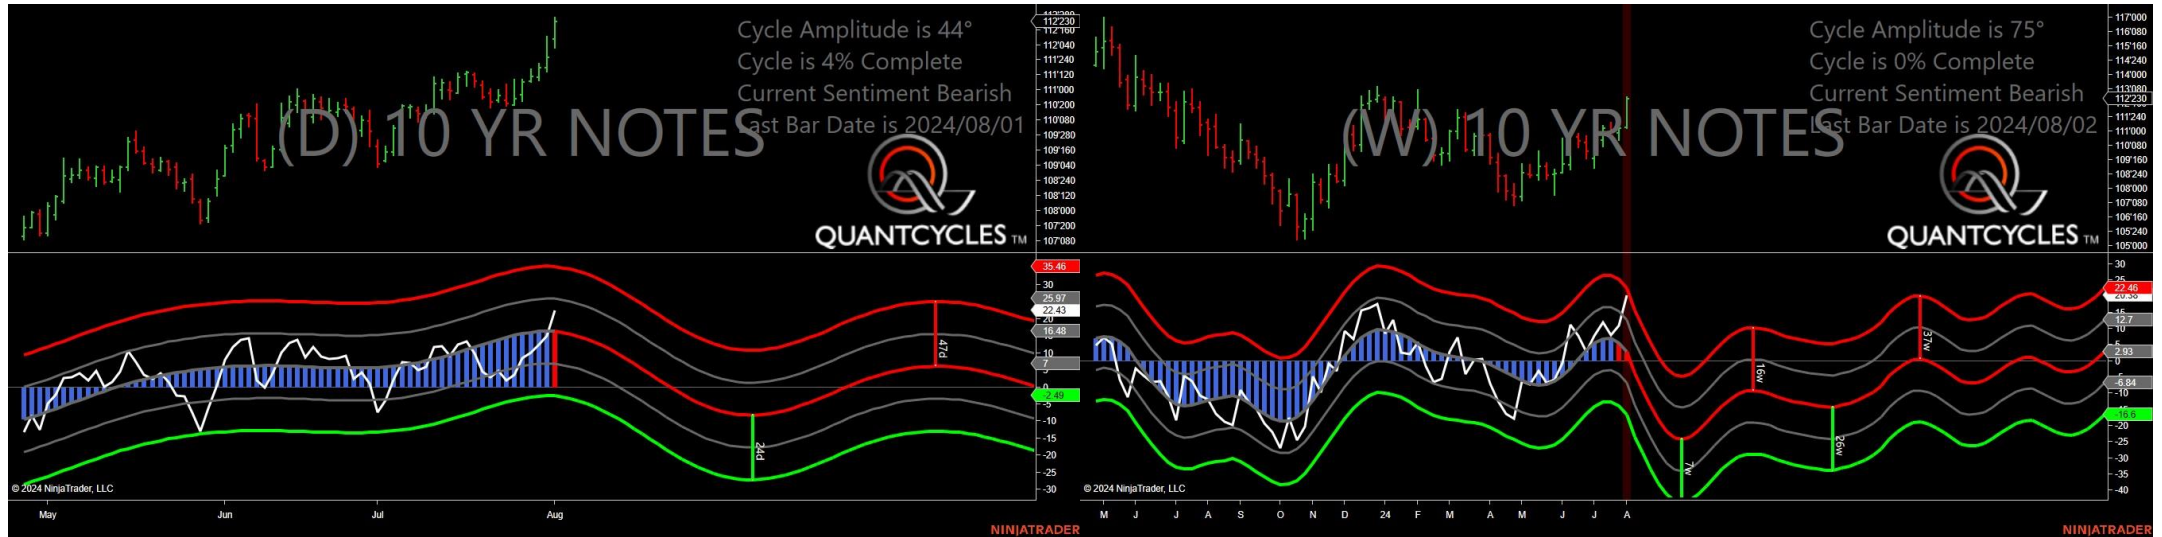 Cycle Amplitude is 44°
Cycle is 4% Complete
Current Sentiment Bearish
Last Bar Date is 2024/08/01
(D) 10 YR NOTES
QUANTCYCLES TM
112'230
112'160
112'040
111'240
111'120
111'000
110'200
110'080
109'280
109'160
109'040
108'240
108'120
108'000
107'200
107'080
35.46
30
25.97
22.43
20
16.48
10
7
0
-2.49
-5
-10
-15
-20
-25
-30
47d
24d
© 2024 NinjaTrader, LLC
May Jun Jul Aug
NINJATRADER
Cycle Amplitude is 75°
Cycle is 0% Complete
Current Sentiment Bearish
Last Bar Date is 2024/08/02
(W) 10 YR NOTES
QUANTCYCLES TM
117'000
116'080
115'160
114'240
114'000
113'080
112'230
111'240
111'000
110'080
109'160
108'240
108'000
107'080
106'160
105'240
105'000
30
25
22.46
20.38
12.7
10
2.93
0
-6.84
-10
-16.6
-20
-25
-30
-35
-40
7w
16w
26w
37w
© 2024 NinjaTrader, LLC
M J J A S O N D 24 F M A M J J A
NINJATRADER